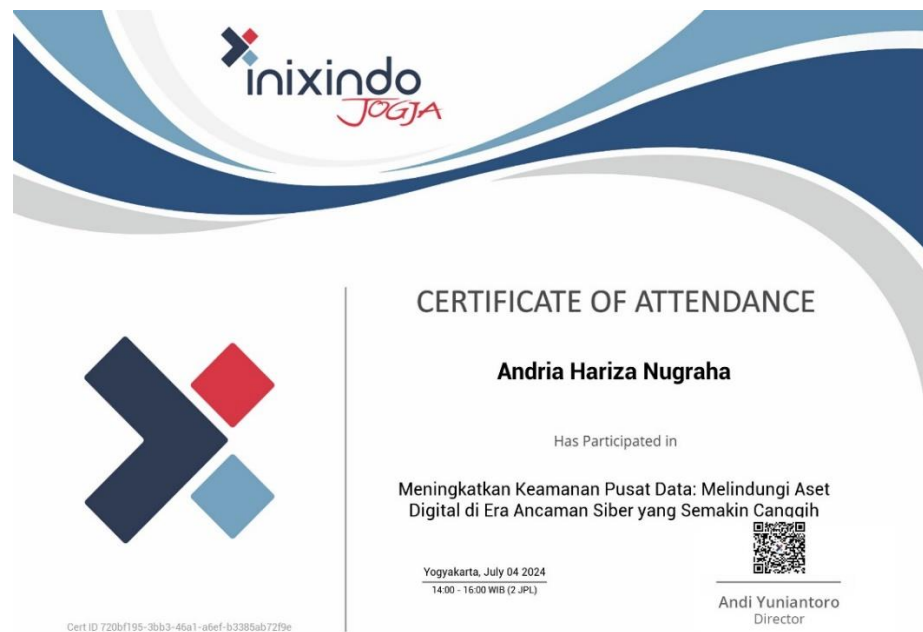 inixindo
JOGJA
CERTIFICATE OF ATTENDANCE
Andria Hariza Nugraha
Has Participated in
Meningkatkan Keamanan Pusat Data: Melindungi Aset
Digital di Era Ancaman Siber yang Semakin Canggih
Yogyakarta, July 04 2024
14:00 - 16:00 WIB (2 JPL)
Andi Yuniantoro
Director
Cert ID 720bf195-3bb3-46a1-a6ef-b3385ab72f9e